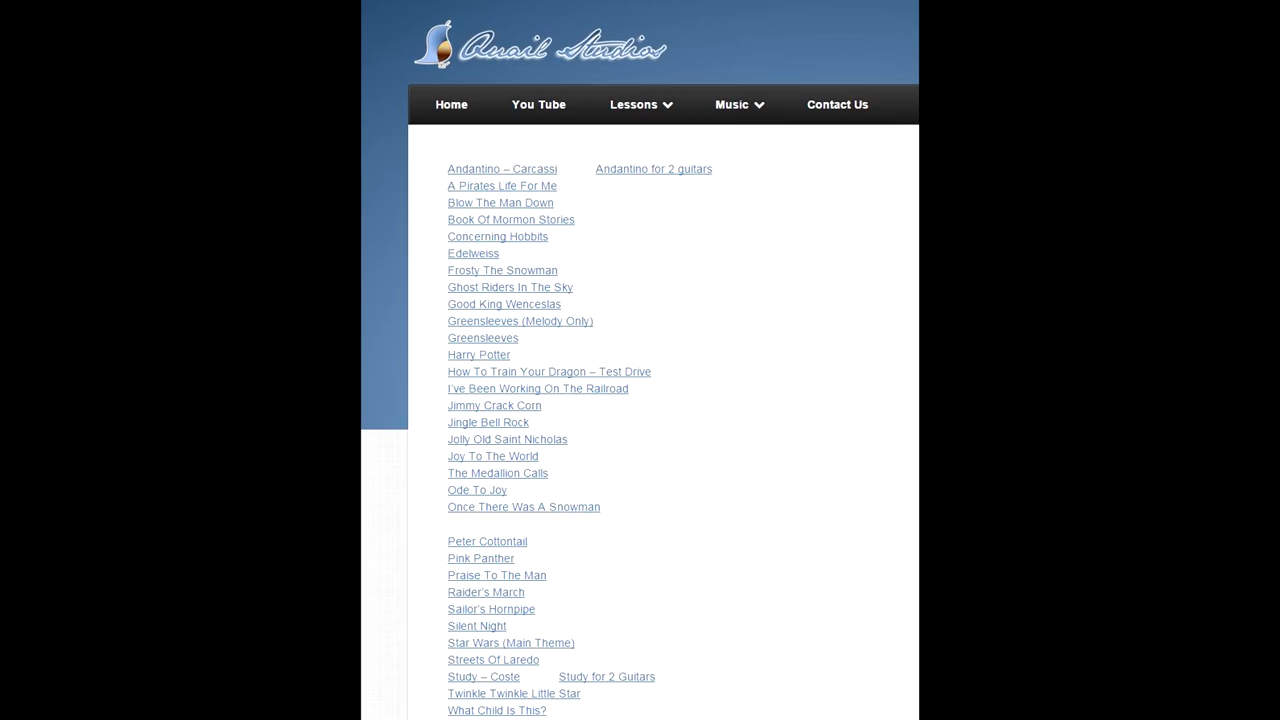 Quail Studios
Home You Tube Lessons Music Contact Us
Andantino – Carcassi Andantino for 2 guitars
A Pirates Life For Me
Blow The Man Down
Book Of Mormon Stories
Concerning Hobbits
Edelweiss
Frosty The Snowman
Ghost Riders In The Sky
Good King Wenceslas
Greensleeves (Melody Only)
Greensleeves
Harry Potter
How To Train Your Dragon – Test Drive
I've Been Working On The Railroad
Jimmy Crack Corn
Jingle Bell Rock
Jolly Old Saint Nicholas
Joy To The World
The Medallion Calls
Ode To Joy
Once There Was A Snowman
Peter Cottontail
Pink Panther
Praise To The Man
Raider's March
Sailor's Hornpipe
Silent Night
Star Wars (Main Theme)
Streets Of Laredo
Study – Coste Study for 2 Guitars
Twinkle Twinkle Little Star
What Child Is This?